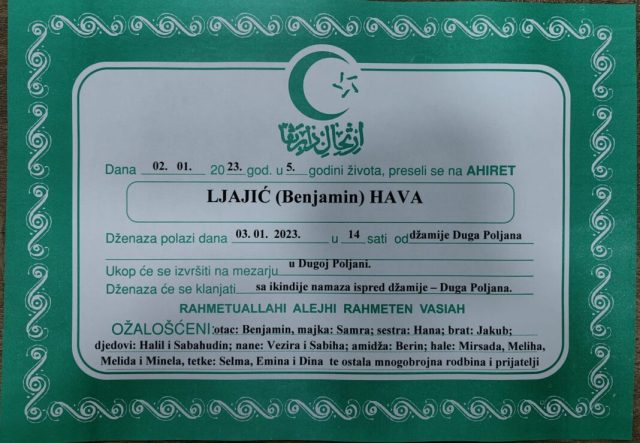 Dana 02. 01. 2023. god. u 5. godini života, preseli se na AHIRET
LJAJIĆ (Benjamin) HAVA
Dženaza polazi dana 03.01. 2023. u 14 sati od džamije Duga Poljana
Ukop će se izvršiti na mezarju u Dugoj Poljani.
Dženaza će se klanjati sa ikindije namaza ispred džamije – Duga Poljana.
RAHMETUALLAHI ALEJHI RAHMETEN VASIAH
OŽALOŠĆENI: otac: Benjamin, majka: Samra; sestra: Hana; brat: Jakub;
djedovi: Halil i Sabahudin; nane: Vezira i Sabiha; amidža: Berin; hale: Mirsada, Meliha,
Melida i Minela, tetke: Selma, Emina i Dina te ostala mnogobrojna rodbina i prijatelji